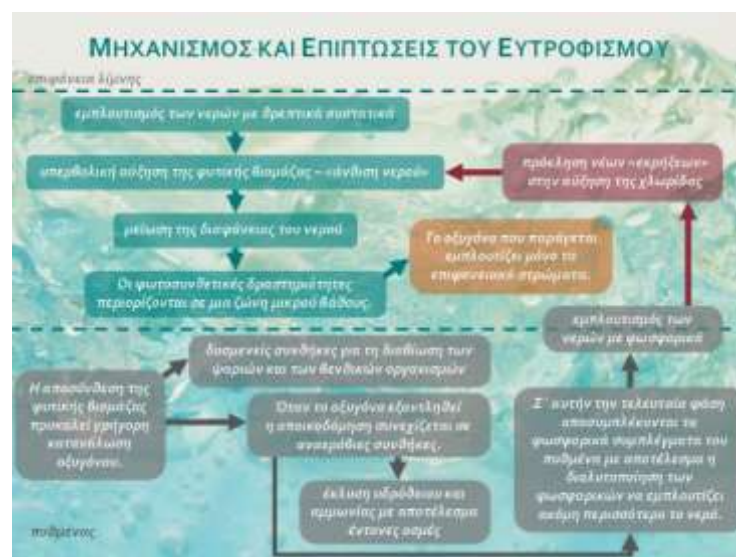 ΜΗΧΑΝΙΣΜΟΣ ΚΑΙ ΕΠΙΠΤΩΣΕΙΣ ΤΟΥ ΕΥΤΡΟΦΙΣΜΟΥ
επιφάνεια λίμνης
εμπλουτισμός των νερών με θρεπτικά συστατικά
υπερβολική αύξηση της φυτικής βιομάζας – «άνθιση νερού»
πρόκληση νέων «εκρήξεων»
στην αύξηση της χλωρίδας
μείωση της διαφάνειας του νερού
Το οξυγόνο που παράγεται
εμπλουτίζει μόνο τα
επιφανειακά στρώματα.
Οι φωτοσυνθετικές δραστηριότητες
περιορίζονται σε μια ζώνη μικρού βάθους.
εμπλουτισμός των
νερών με φωσφορικά
δυσμενείς συνθήκες για τη διαβίωση των
ψαριών και των βενθικών οργανισμών
Η αποσύνθεση της
φυτικής βιομάζας
προκαλεί γρήγορη
κατανάλωση
οξυγόνου.
Όταν το οξυγόνο εξαντληθεί
η αποικοδόμηση συνεχίζεται σε
αναερόβιες συνθήκες.
Σ΄ αυτήν την τελευταία φάση
αποσυμπλέκονται τα
φωσφορικά συμπλέγματα του
πυθμένα με αποτέλεσμα η
διαλυτοποίηση των
φωσφορικών να εμπλουτίζει
ακόμη περισσότερο το νερό.
έκλυση υδρόθειου και
αμμωνίας με αποτέλεσμα
έντονες οσμές
πυθμένας